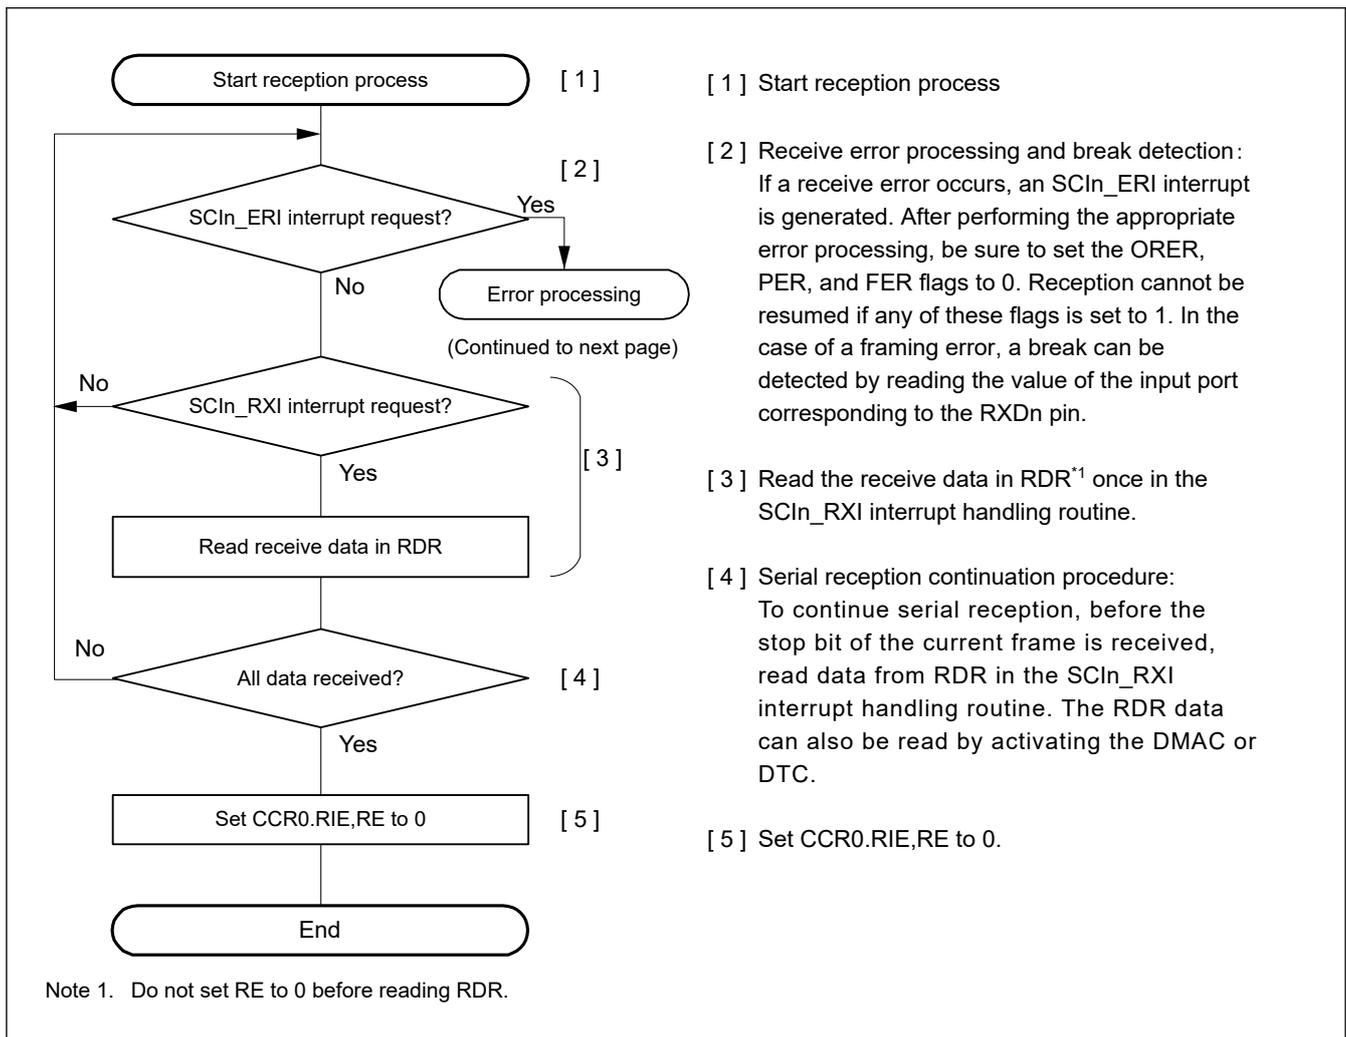 Start reception process
[ 1 ]
[ 2 ]
SCIn_ERI interrupt request?
Yes
No
Error processing
(Continued to next page)
No
SCIn_RXI interrupt request?
[ 3 ]
Yes
Read receive data in RDR
No
All data received?
[ 4 ]
Yes
Set CCR0.RIE,RE to 0
[ 5 ]
End
[ 1 ] Start reception process
[ 2 ] Receive error processing and break detection:
If a receive error occurs, an SCIn_ERI interrupt
is generated. After performing the appropriate
error processing, be sure to set the ORER,
PER, and FER flags to 0. Reception cannot be
resumed if any of these flags is set to 1. In the
case of a framing error, a break can be
detected by reading the value of the input port
corresponding to the RXDn pin.
[ 3 ] Read the receive data in RDR*1 once in the
SCIn_RXI interrupt handling routine.
[ 4 ] Serial reception continuation procedure:
To continue serial reception, before the
stop bit of the current frame is received,
read data from RDR in the SCIn_RXI
interrupt handling routine. The RDR data
can also be read by activating the DMAC or
DTC.
[ 5 ] Set CCR0.RIE,RE to 0.
Note 1. Do not set RE to 0 before reading RDR.